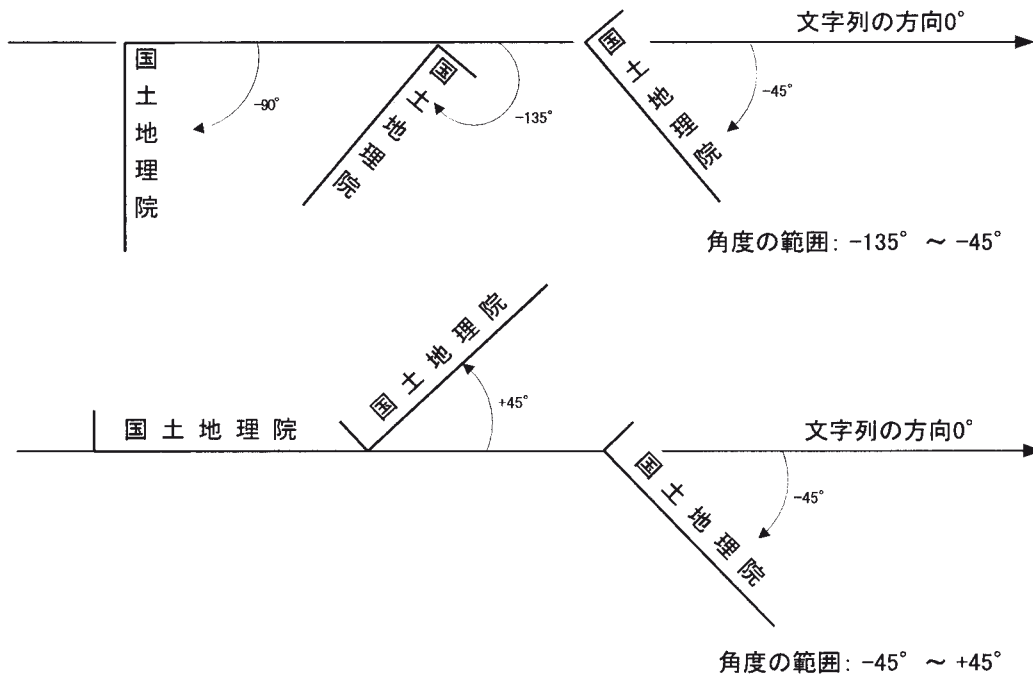 文字列の方向0°
国土地理院
-90°
国土地理院
-135°
国土地理院
-45°
角度の範囲: -135° ～ -45°
国土地理院
国土地理院
+45°
文字列の方向0°
国土地理院
-45°
角度の範囲: -45° ～ +45°